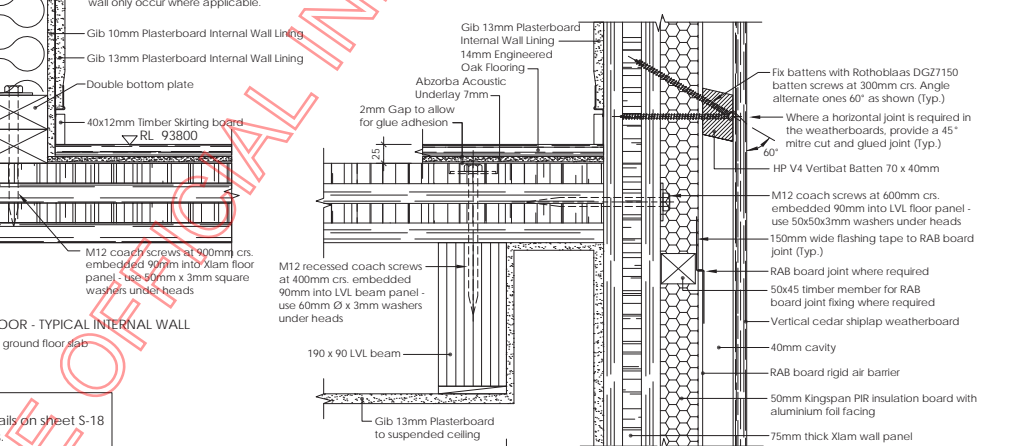 wall only occur where applicable.
Gib 10mm Plasterboard Internal Wall Lining
Gib 13mm Plasterboard Internal Wall Lining
Double bottom plate
40x12mm Timber Skirting board
RL 93800
M12 coach screws at 900mm crs.
embedded 90mm into Xlam floor
panel - use 50mm x 3mm square
washers under heads
OOR - TYPICAL INTERNAL WALL
ground floor slab
ails on sheet S-18
s.
Gib 13mm Plasterboard
Internal Wall Lining
14mm Engineered
Oak Flooring
Abzorba Acoustic
Underlay 7mm
2mm Gap to allow
for glue adhesion
25
M12 recessed coach screws
at 400mm crs. embedded
90mm into LVL beam panel -
use 60mm Ø x 3mm washers
under heads
190 x 90 LVL beam
Gib 13mm Plasterboard
to suspended ceiling
Fix battens with Rothoblaas DGZ7150
batten screws at 300mm crs. Angle
alternate ones 60° as shown (Typ.)
Where a horizontal joint is required in
the weatherboards, provide a 45°
mitre cut and glued joint (Typ.)
60°
HP V4 Vertibat Batten 70 x 40mm
M12 coach screws at 600mm crs.
embedded 90mm into LVL floor panel -
use 50x50x3mm washers under heads
150mm wide flashing tape to RAB board
joint (Typ.)
RAB board joint where required
50x45 timber member for RAB
board joint fixing where required
Vertical cedar shiplap weatherboard
40mm cavity
RAB board rigid air barrier
50mm Kingspan PIR insulation board with
aluminium foil facing
75mm thick Xlam wall panel
E OFFICIAL IN